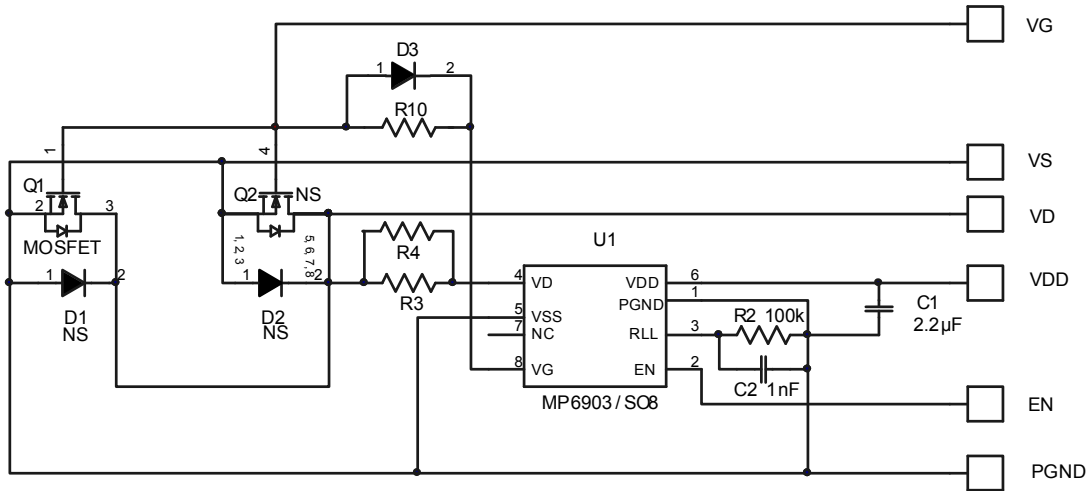 VG
D3
1 2
R10
1
4
VS
Q1
Q2 NS
2 3
VD
MOSFET
1, 2, 3
5, 6, 7, 8
R4
U1
1 2
1 2
R3
4 VD VDD 6
VDD
D1
NS
D2
NS
PGND 1
C1
2.2µF
5 VSS
7 NC
RLL 3
R2 100k
8 VG
EN 2
C2 1nF
MP6903 / SO8
EN
PGND